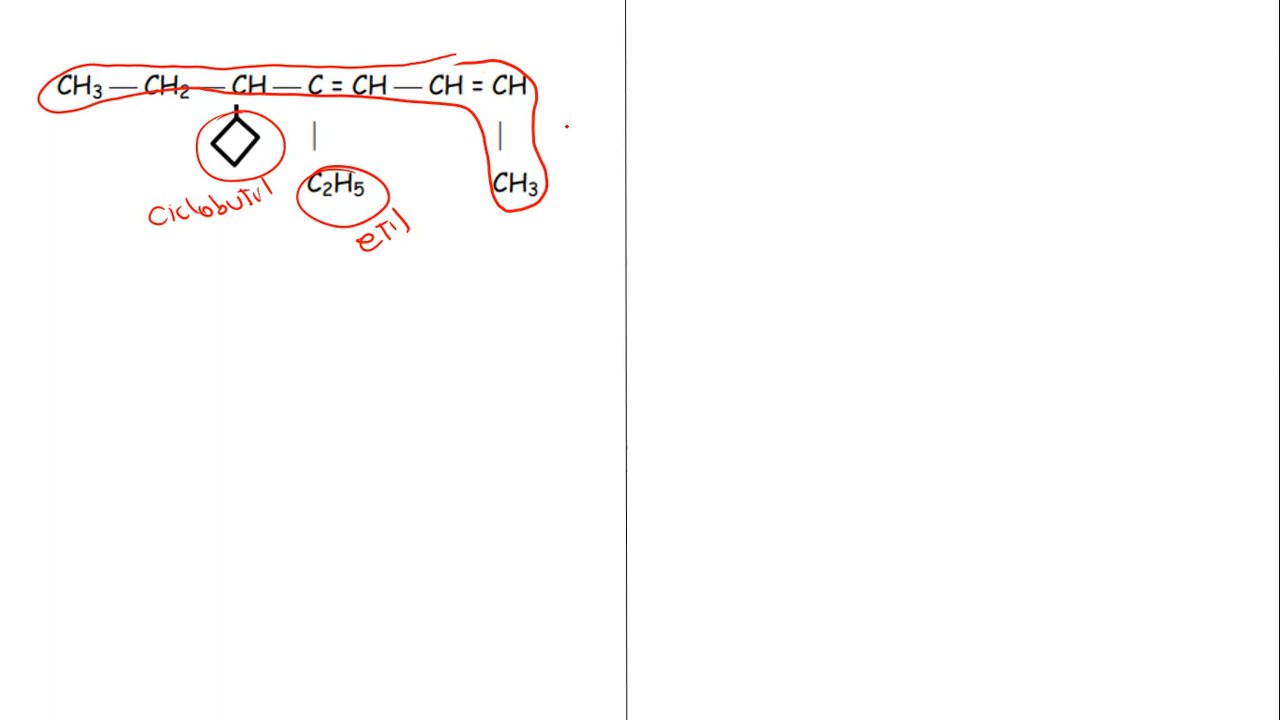 CH₃ — CH₂ — CH — C = CH — CH = CH
| |
C₂H₅ CH₃
Ciclobutil
etil